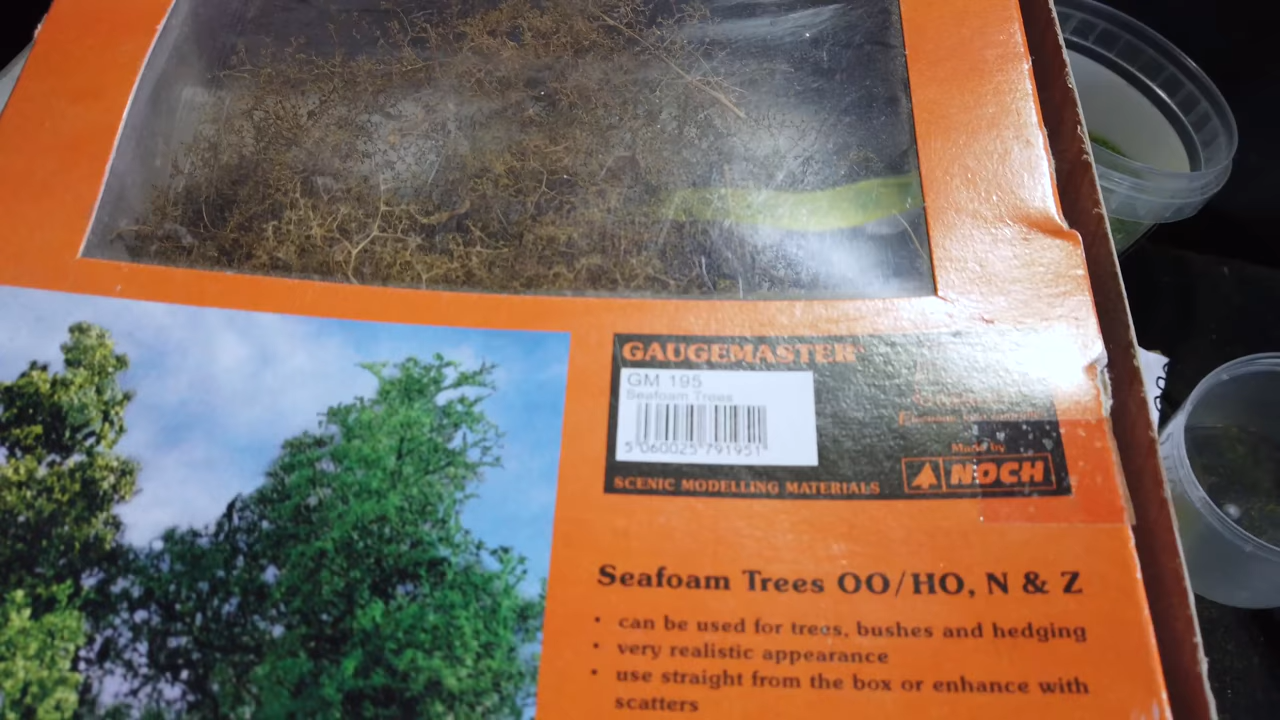 GAUGEMASTER
GM 195
Seafoam Trees
5 060025 791951
SCENIC MODELLING MATERIALS
Made by
NOCH
Seafoam Trees OO/HO, N & Z
• can be used for trees, bushes and hedging
• very realistic appearance
• use straight from the box or enhance with
scatters